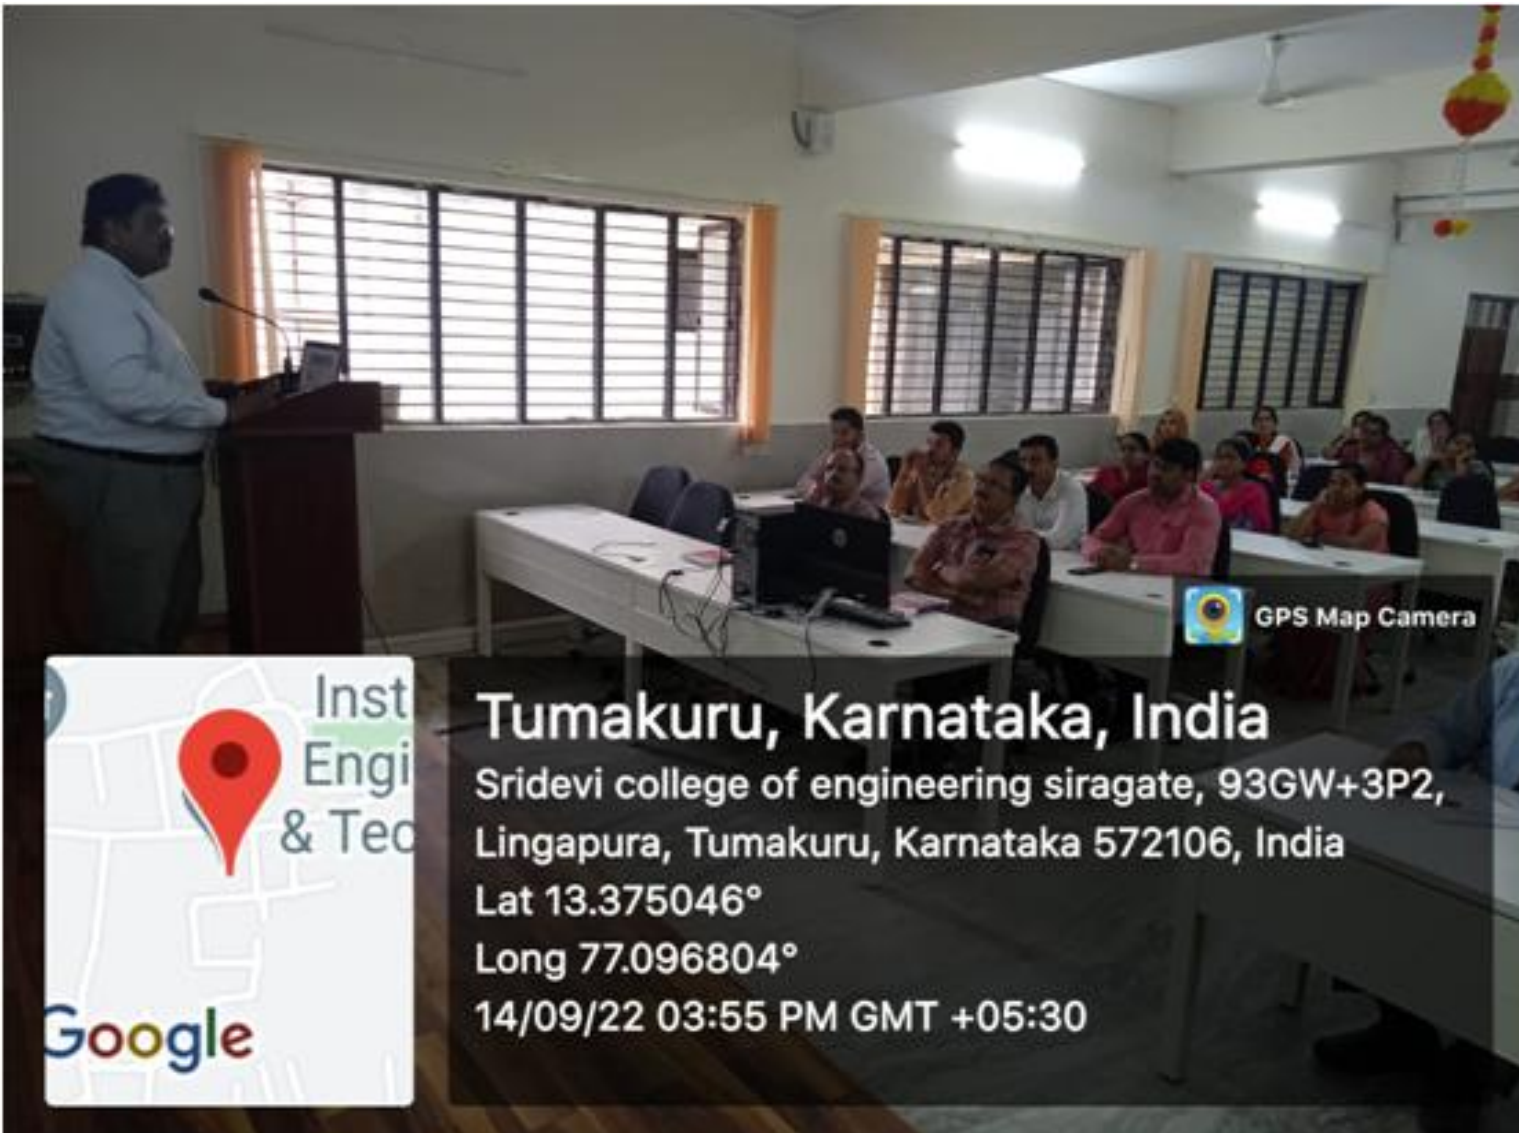 GPS Map Camera
Inst
Engi
& Tec
Google
Tumakuru, Karnataka, India
Sridevi college of engineering siragate, 93GW+3P2,
Lingapura, Tumakuru, Karnataka 572106, India
Lat 13.375046°
Long 77.096804°
14/09/22 03:55 PM GMT +05:30